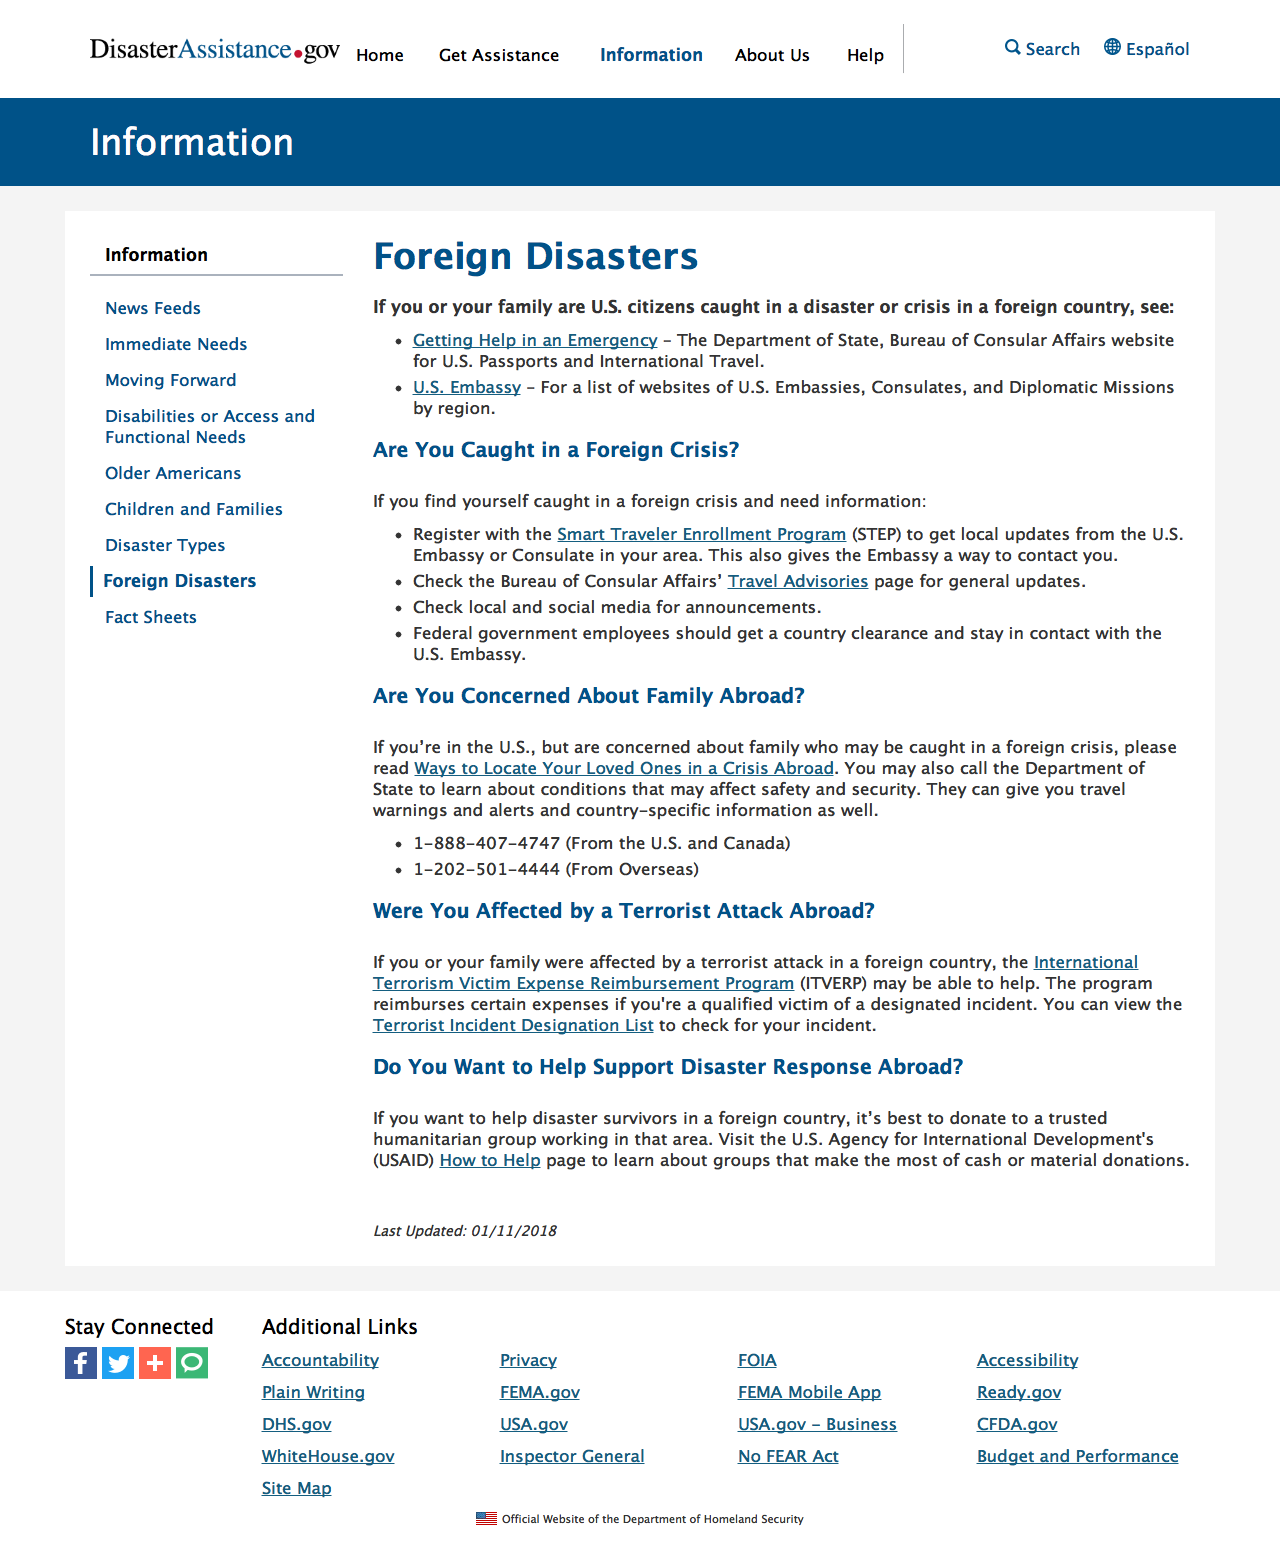 DisasterAssistance.gov
Home
Get Assistance
Information
About Us
Help
Search
Español
Information
Information
News Feeds
Immediate Needs
Moving Forward
Disabilities or Access and
Functional Needs
Older Americans
Children and Families
Disaster Types
Foreign Disasters
Fact Sheets
Foreign Disasters
If you or your family are U.S. citizens caught in a disaster or crisis in a foreign country, see:
• Getting Help in an Emergency – The Department of State, Bureau of Consular Affairs website
for U.S. Passports and International Travel.
• U.S. Embassy – For a list of websites of U.S. Embassies, Consulates, and Diplomatic Missions
by region.
Are You Caught in a Foreign Crisis?
If you find yourself caught in a foreign crisis and need information:
• Register with the Smart Traveler Enrollment Program (STEP) to get local updates from the U.S.
Embassy or Consulate in your area. This also gives the Embassy a way to contact you.
• Check the Bureau of Consular Affairs’ Travel Advisories page for general updates.
• Check local and social media for announcements.
• Federal government employees should get a country clearance and stay in contact with the
U.S. Embassy.
Are You Concerned About Family Abroad?
If you’re in the U.S., but are concerned about family who may be caught in a foreign crisis, please
read Ways to Locate Your Loved Ones in a Crisis Abroad. You may also call the Department of
State to learn about conditions that may affect safety and security. They can give you travel
warnings and alerts and country-specific information as well.
• 1-888-407-4747 (From the U.S. and Canada)
• 1-202-501-4444 (From Overseas)
Were You Affected by a Terrorist Attack Abroad?
If you or your family were affected by a terrorist attack in a foreign country, the International
Terrorism Victim Expense Reimbursement Program (ITVERP) may be able to help. The program
reimburses certain expenses if you're a qualified victim of a designated incident. You can view the
Terrorist Incident Designation List to check for your incident.
Do You Want to Help Support Disaster Response Abroad?
If you want to help disaster survivors in a foreign country, it’s best to donate to a trusted
humanitarian group working in that area. Visit the U.S. Agency for International Development's
(USAID) How to Help page to learn about groups that make the most of cash or material donations.
Last Updated: 01/11/2018
Stay Connected
Additional Links
Accountability
Privacy
FOIA
Accessibility
Plain Writing
FEMA.gov
FEMA Mobile App
Ready.gov
DHS.gov
USA.gov
USA.gov - Business
CFDA.gov
WhiteHouse.gov
Inspector General
No FEAR Act
Budget and Performance
Site Map
Official Website of the Department of Homeland Security